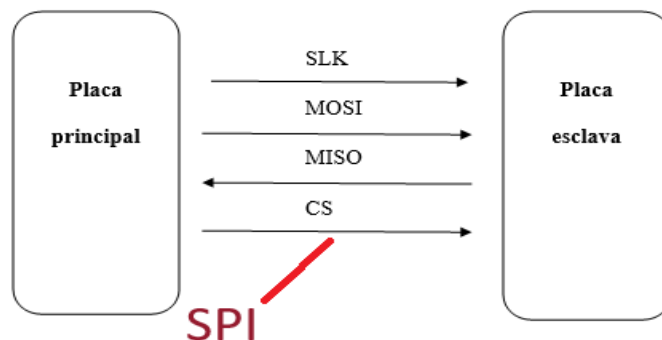 SLK
Placa
principal
MOSI
MISO
CS
Placa
esclava
SPI